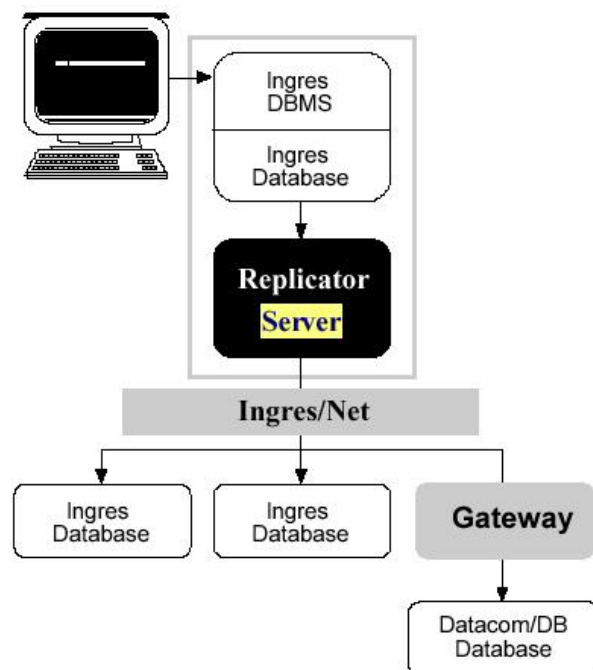 Ingres
DBMS
Ingres
Database
Replicator
Server
Ingres/Net
Ingres
Database
Ingres
Database
Gateway
Datacom/DB
Database